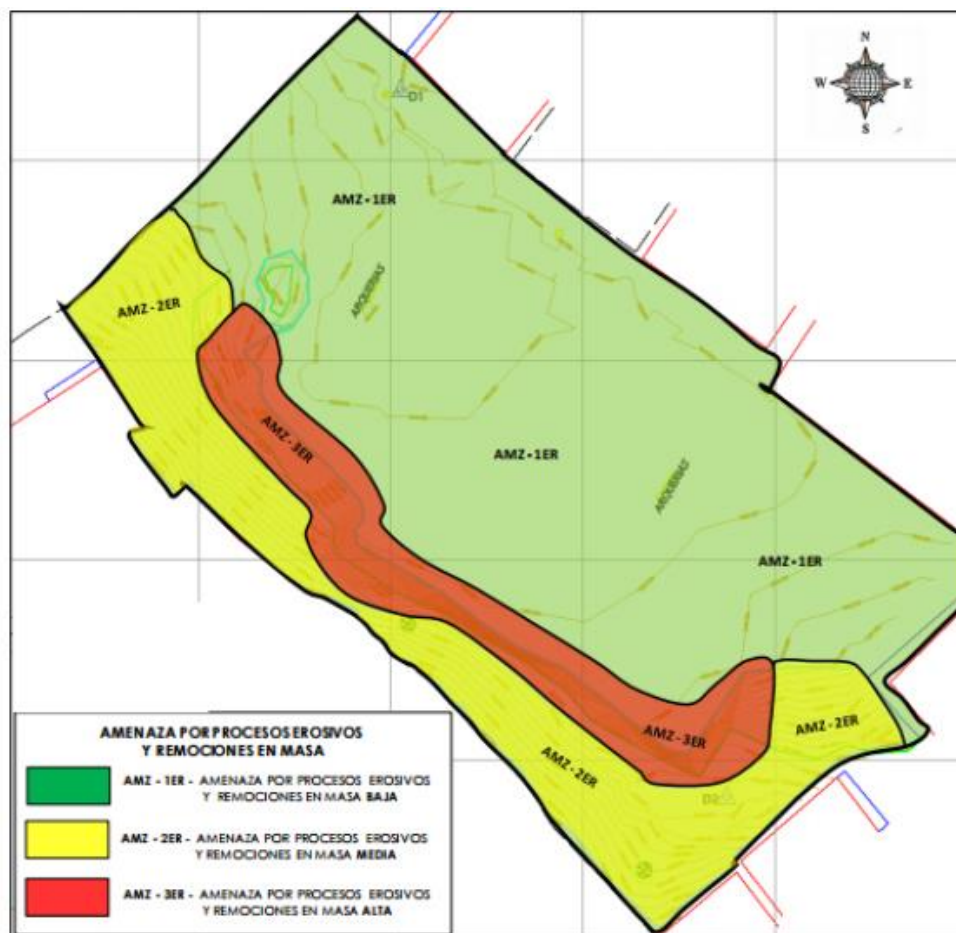 N
W E
S
D1
AMZ - 1ER
ARQUERIAS
AMZ - 2ER
AMZ - 3ER
AMZ - 1ER
ARQUERIAS
AMZ - 1ER
AMZ - 3ER
AMZ - 2ER
AMZ - 2ER
D2
AMENAZA POR PROCESOS EROSIVOS
Y REMOCIONES EN MASA
AMZ - 1ER - AMENAZA POR PROCESOS EROSIVOS
Y REMOCIONES EN MASA BAJA
AMZ - 2ER - AMENAZA POR PROCESOS EROSIVOS
Y REMOCIONES EN MASA MEDIA
AMZ - 3ER - AMENAZA POR PROCESOS EROSIVOS
Y REMOCIONES EN MASA ALTA